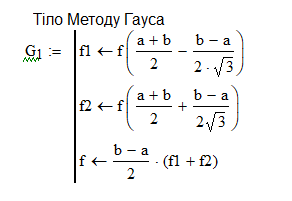 Тіло Методу Гауса
G1 := f1 ← f((a + b)/2 − (b − a)/(2 · √3))
f2 ← f((a + b)/2 + (b − a)/(2√3))
f ← (b − a)/2 · (f1 + f2)